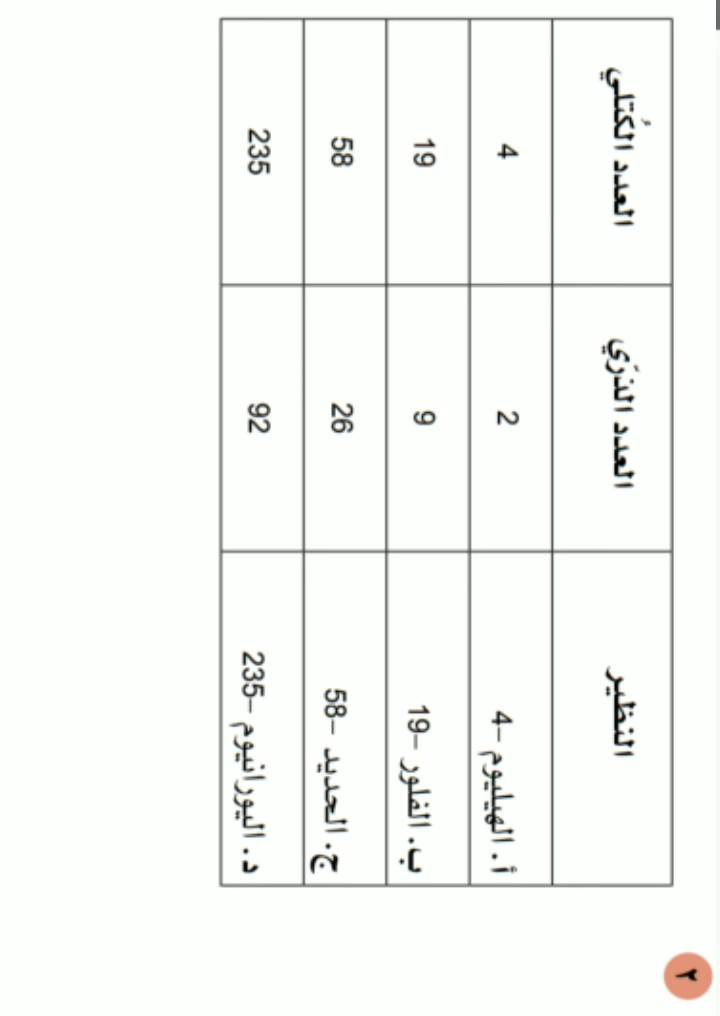 ٢
النظير العدد الذرّي العدد الكُتلي
أ. الهيليوم –4 2 4
ب. الفلور –19 9 19
ج. الحديد –58 26 58
د. اليورانيوم –235 92 235